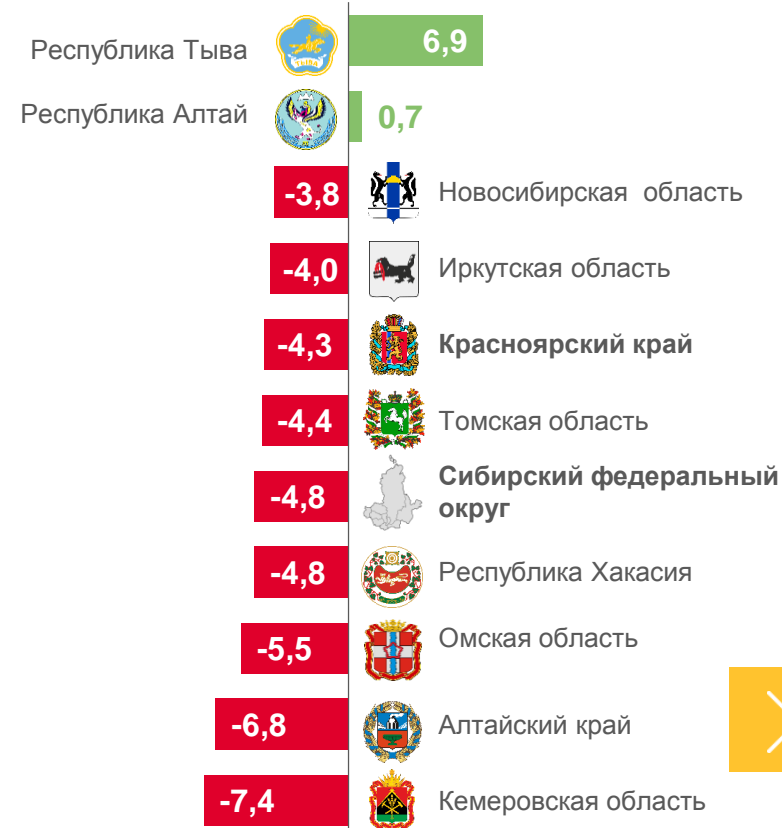 Республика Тыва 6,9
Республика Алтай 0,7
-3,8 Новосибирская область
-4,0 Иркутская область
-4,3 Красноярский край
-4,4 Томская область
-4,8 Сибирский федеральный
округ
-4,8 Республика Хакасия
-5,5 Омская область
-6,8 Алтайский край
-7,4 Кемеровская область